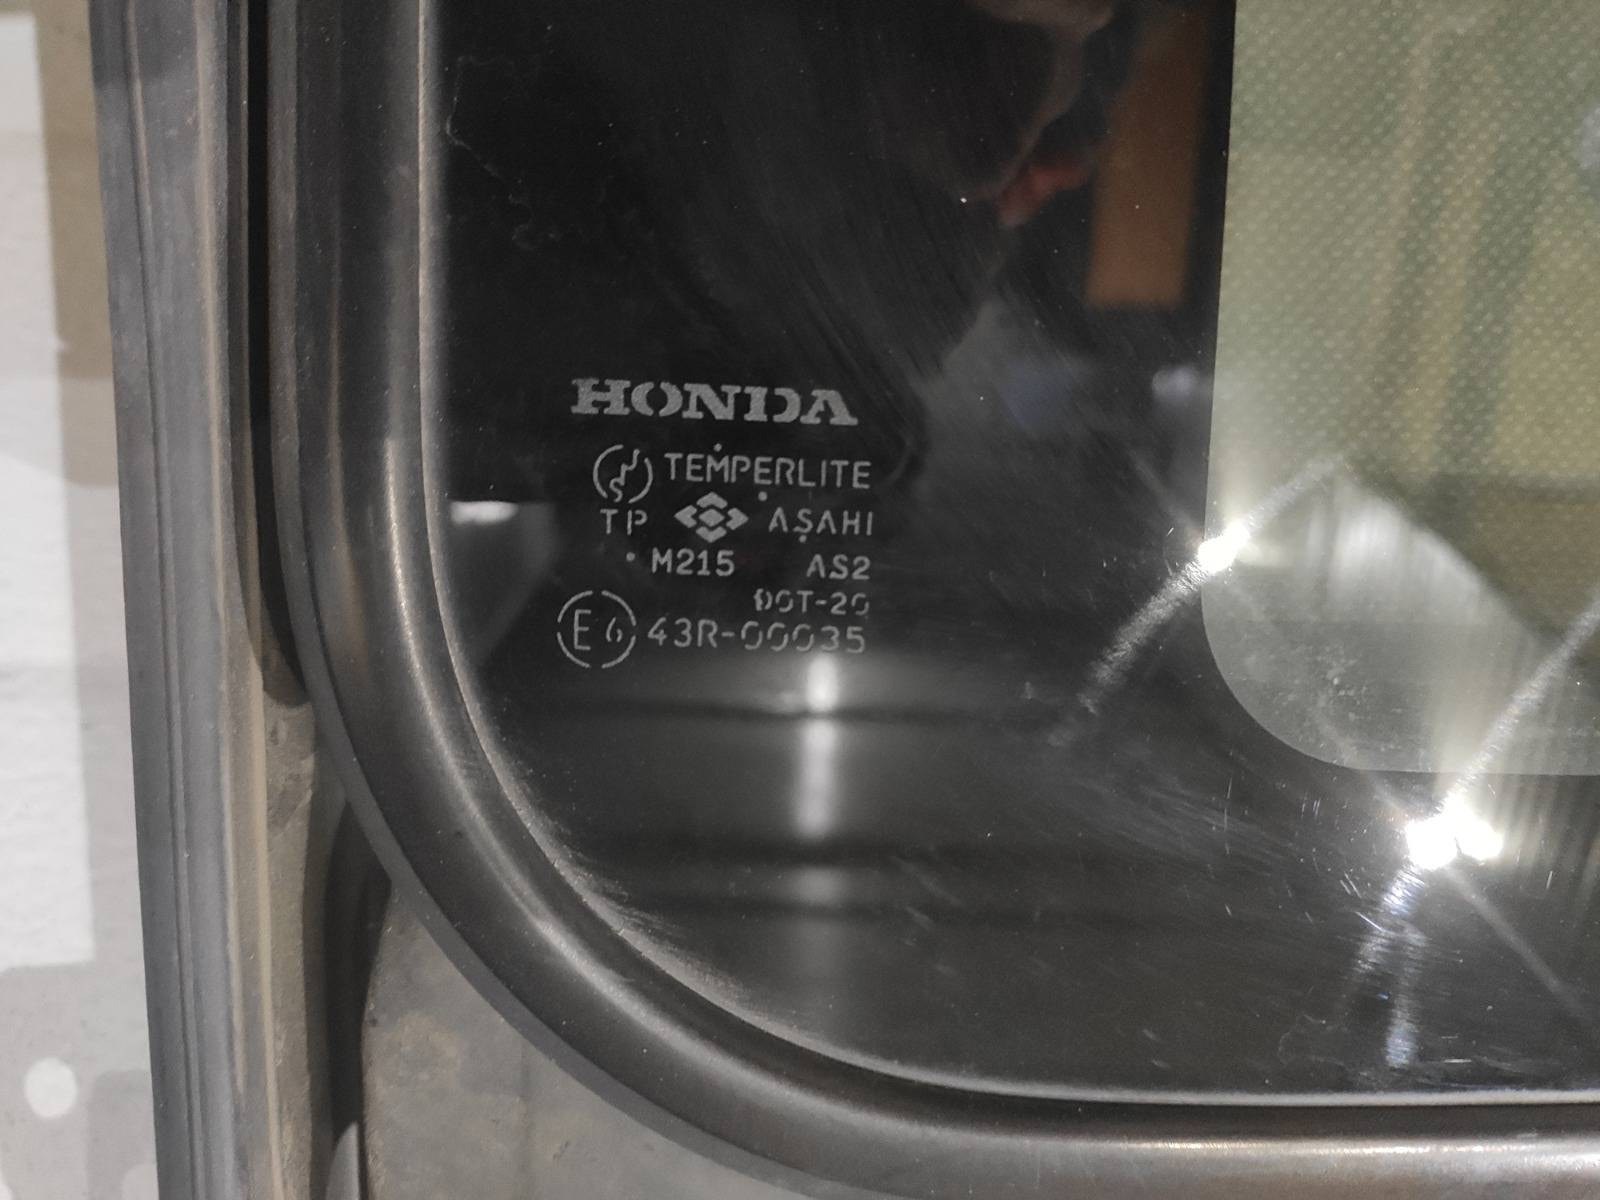 HONDA
TEMPERLITE
TP ASAHI
M215 AS2
DOT-20
E6 43R-00035